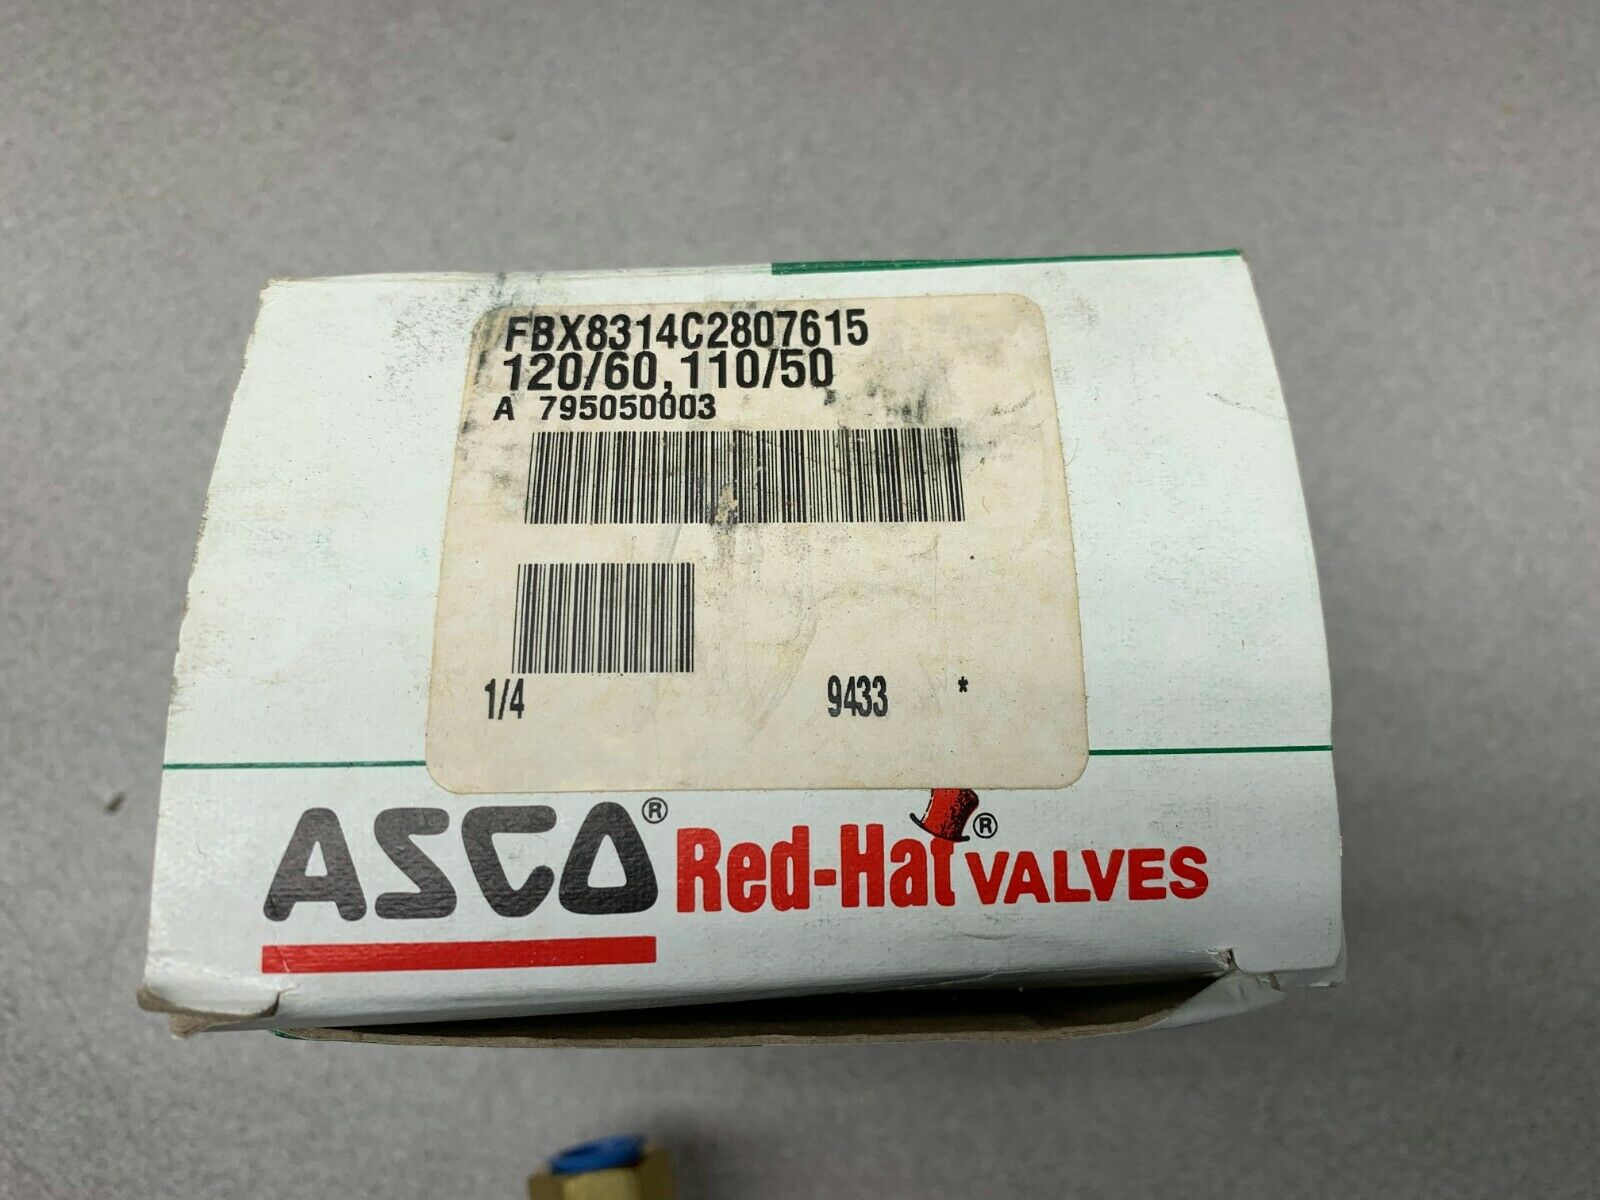 FBX8314C2807615
120/60,110/50
A 795050003
1/4 9433 *
ASCO® Red-Hat® VALVES